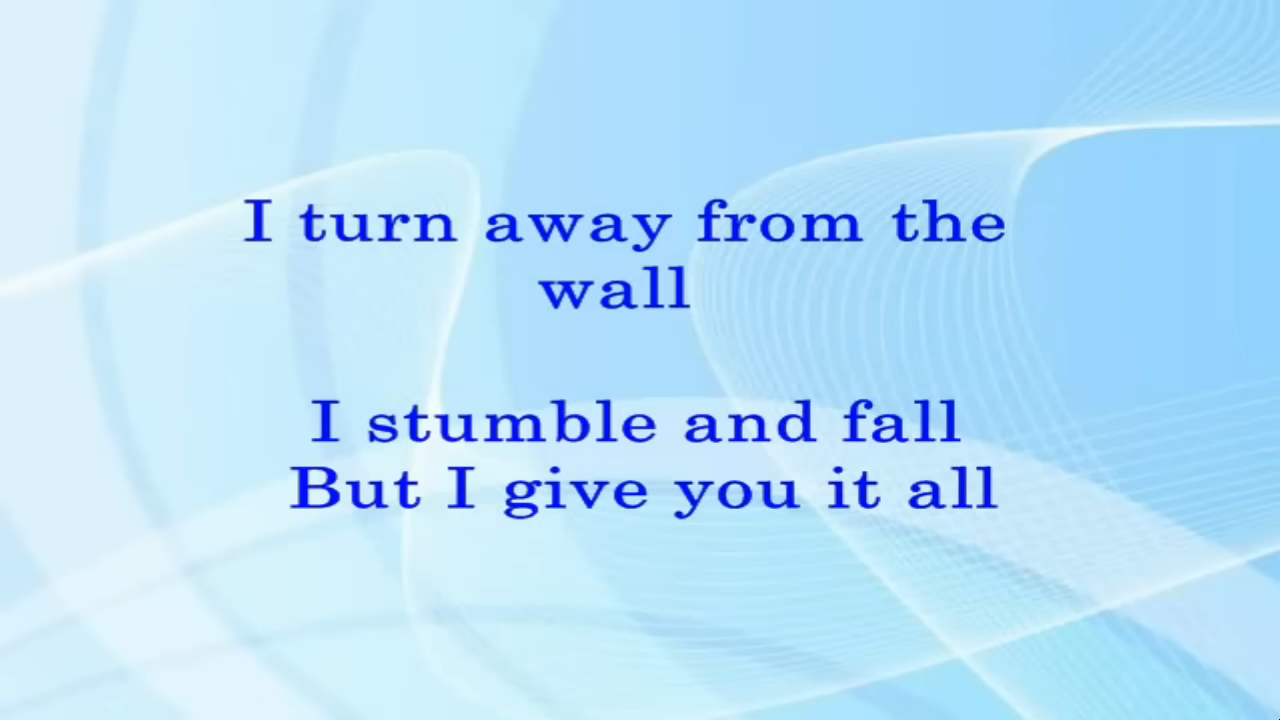 I turn away from the
wall
I stumble and fall
But I give you it all